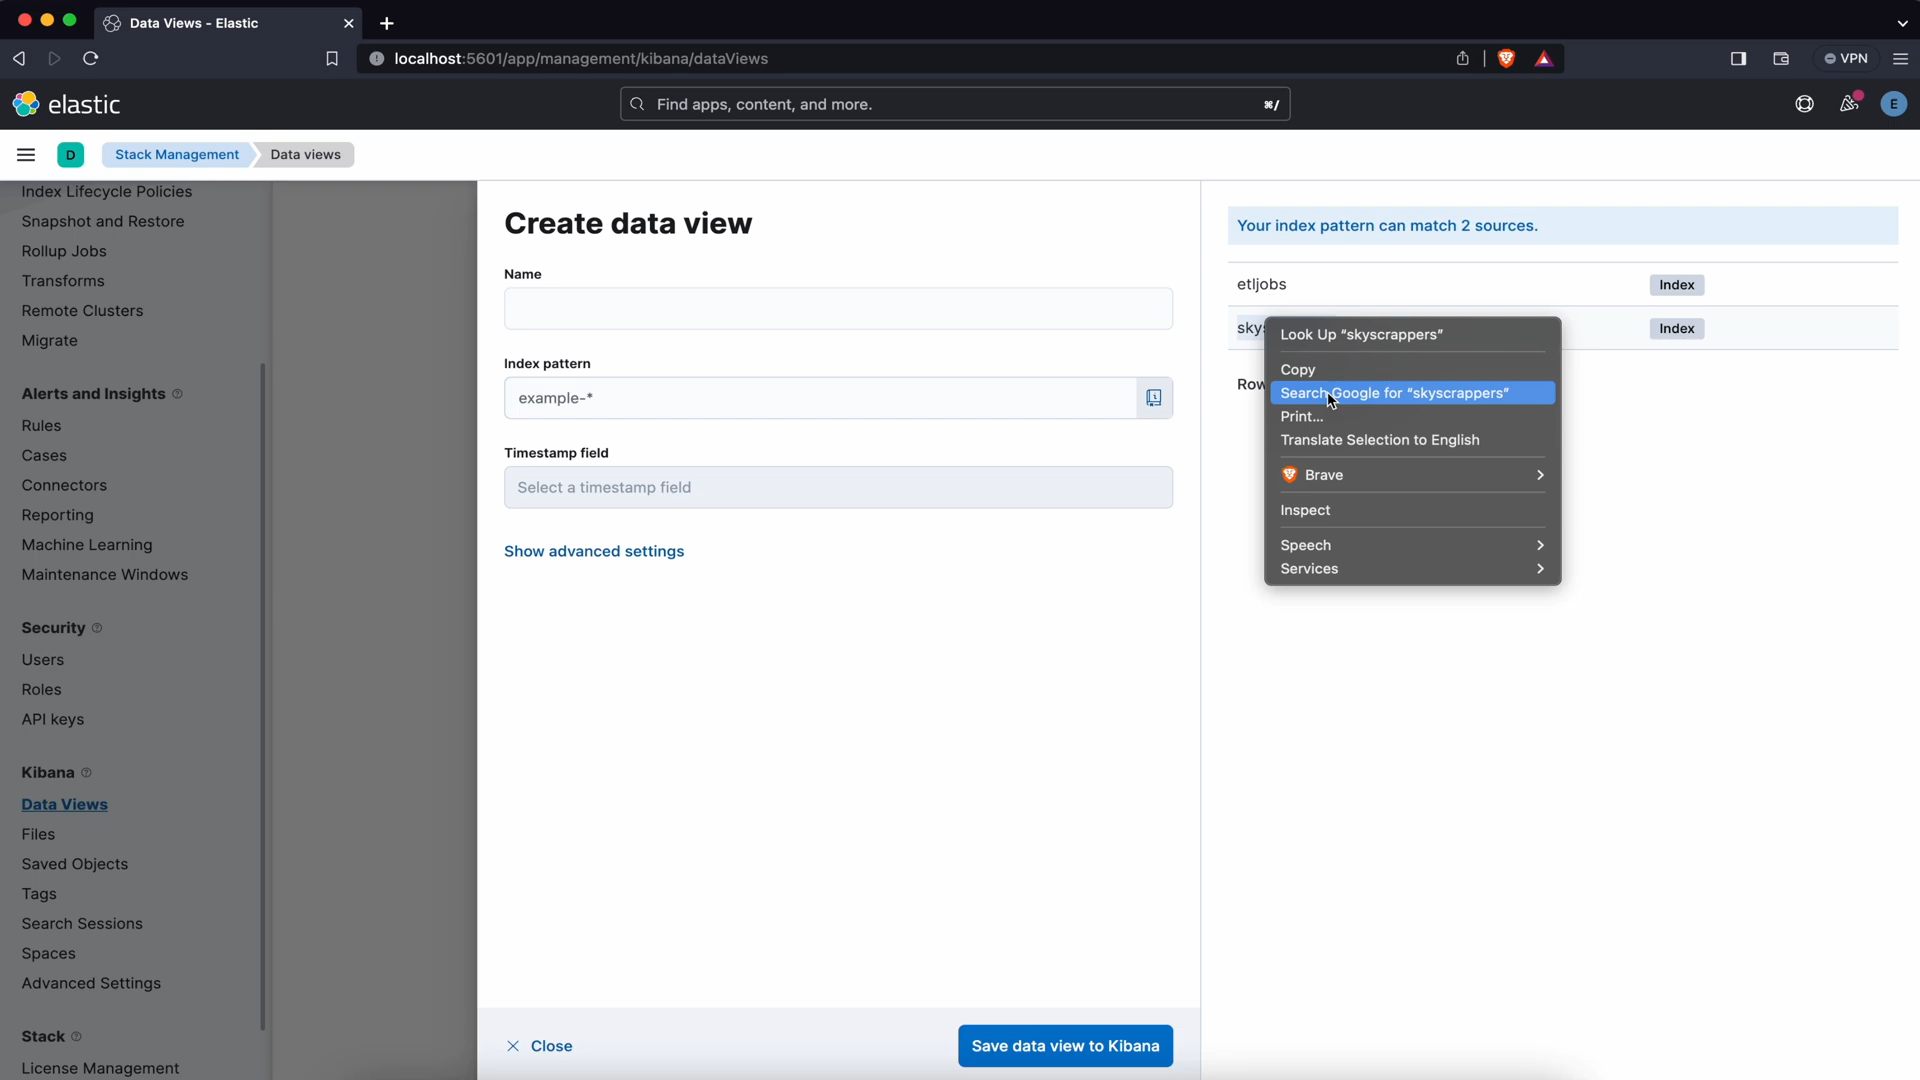 Data Views - Elastic
localhost:5601/app/management/kibana/dataViews
VPN
elastic
Find apps, content, and more.
⌘/
E
D
Stack Management
Data views
Index Lifecycle Policies
Snapshot and Restore
Rollup Jobs
Transforms
Remote Clusters
Migrate
Alerts and Insights
Rules
Cases
Connectors
Reporting
Machine Learning
Maintenance Windows
Security
Users
Roles
API keys
Kibana
Data Views
Files
Saved Objects
Tags
Search Sessions
Spaces
Advanced Settings
Stack
License Management
Create data view
Name
Index pattern
example-*
Timestamp field
Select a timestamp field
Show advanced settings
Close
Save data view to Kibana
Your index pattern can match 2 sources.
etljobs
Index
sky
Index
Row
Look Up “skyscrappers”
Copy
Search Google for “skyscrappers”
Print...
Translate Selection to English
Brave
Inspect
Speech
Services